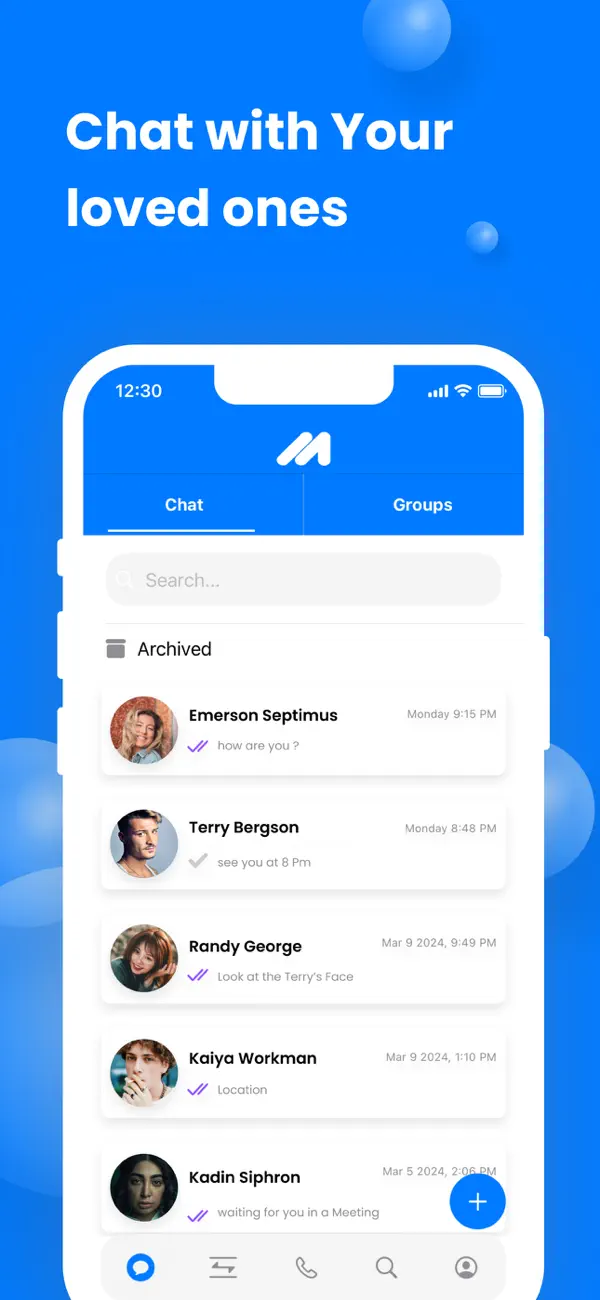 Chat with Your
loved ones
12:30
Chat Groups
Search...
Archived
Emerson Septimus Monday 9:15 PM
how are you ?
Terry Bergson Monday 8:48 PM
see you at 8 Pm
Randy George Mar 9 2024, 9:49 PM
Look at the Terry's Face
Kaiya Workman Mar 9 2024, 1:10 PM
Location
Kadin Siphron Mar 5 2024, 2:06 PM
waiting for you in a Meeting